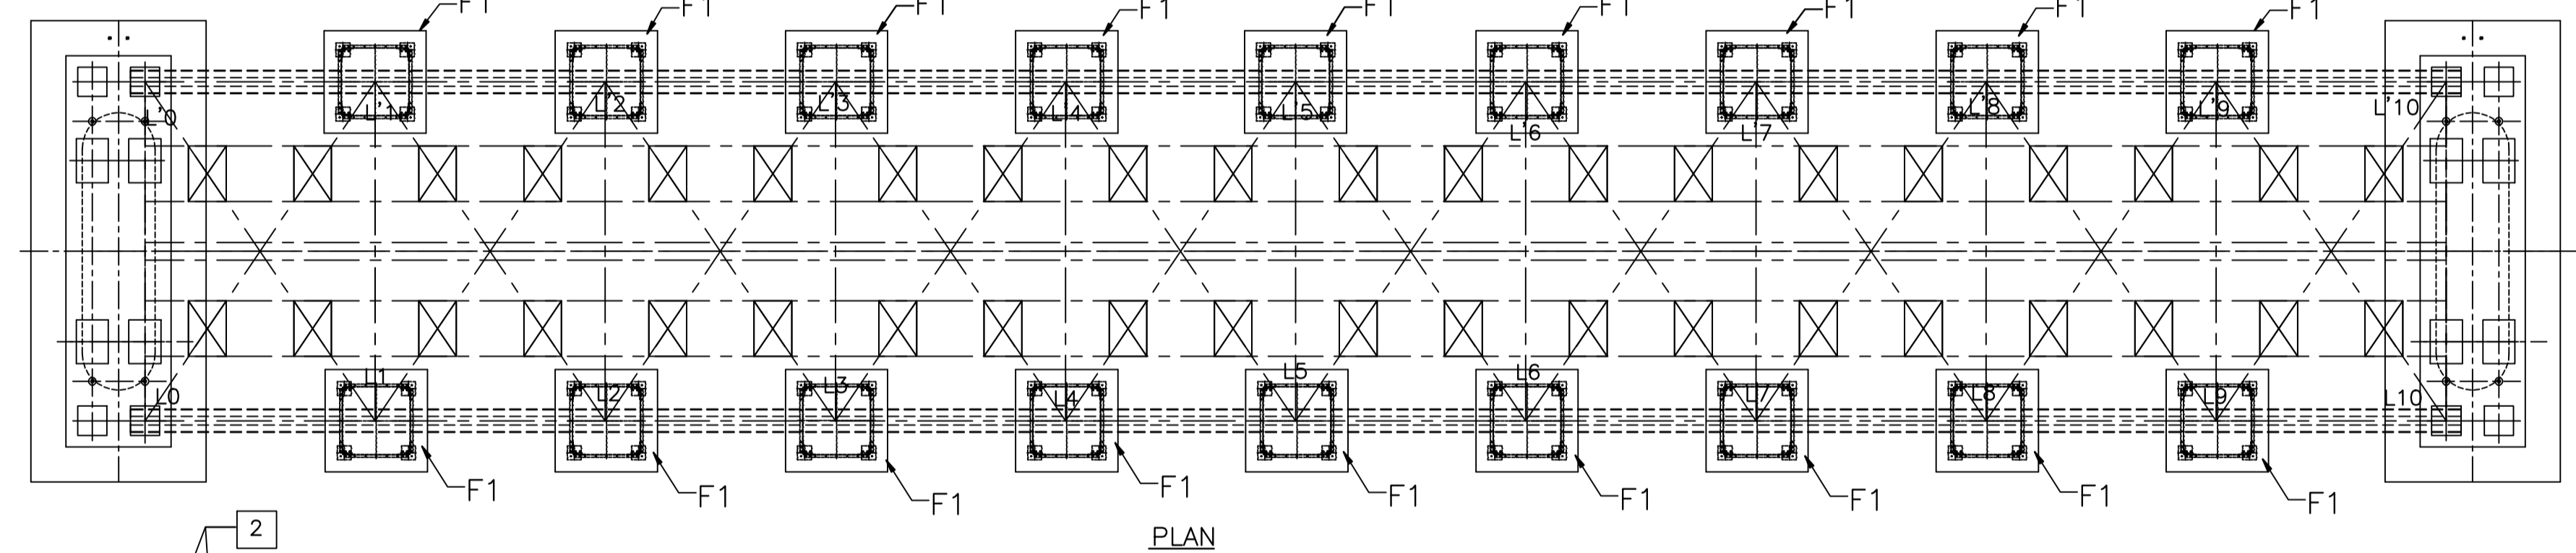 F1 F1 F1 F1 F1 F1 F1 F1 F1
L'0 L'1 L'2 L'3 L'4 L'5 L'6 L'7 L'8 L'9 L'10
L0 L1 L2 L3 L4 L5 L6 L7 L8 L9 L10
F1 F1 F1 F1 F1 F1 F1 F1 F1
2
PLAN